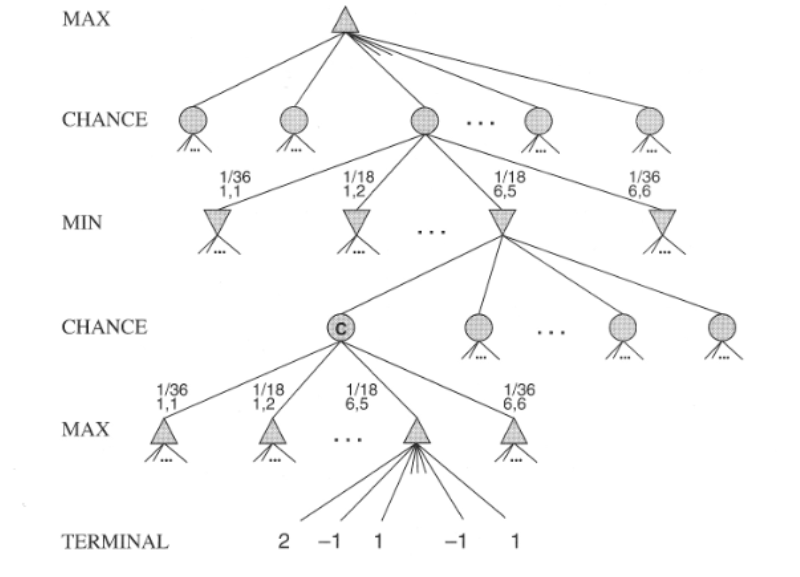 MAX
CHANCE
...
... ... ... ... ...
1/36 1/18 1/18 1/36
1,1 1,2 6,5 6,6
MIN
...
... ... ...
CHANCE C
...
... ... ...
1/36 1/18 1/18 1/36
1,1 1,2 6,5 6,6
MAX
...
... ... ...
TERMINAL 2 –1 1 –1 1